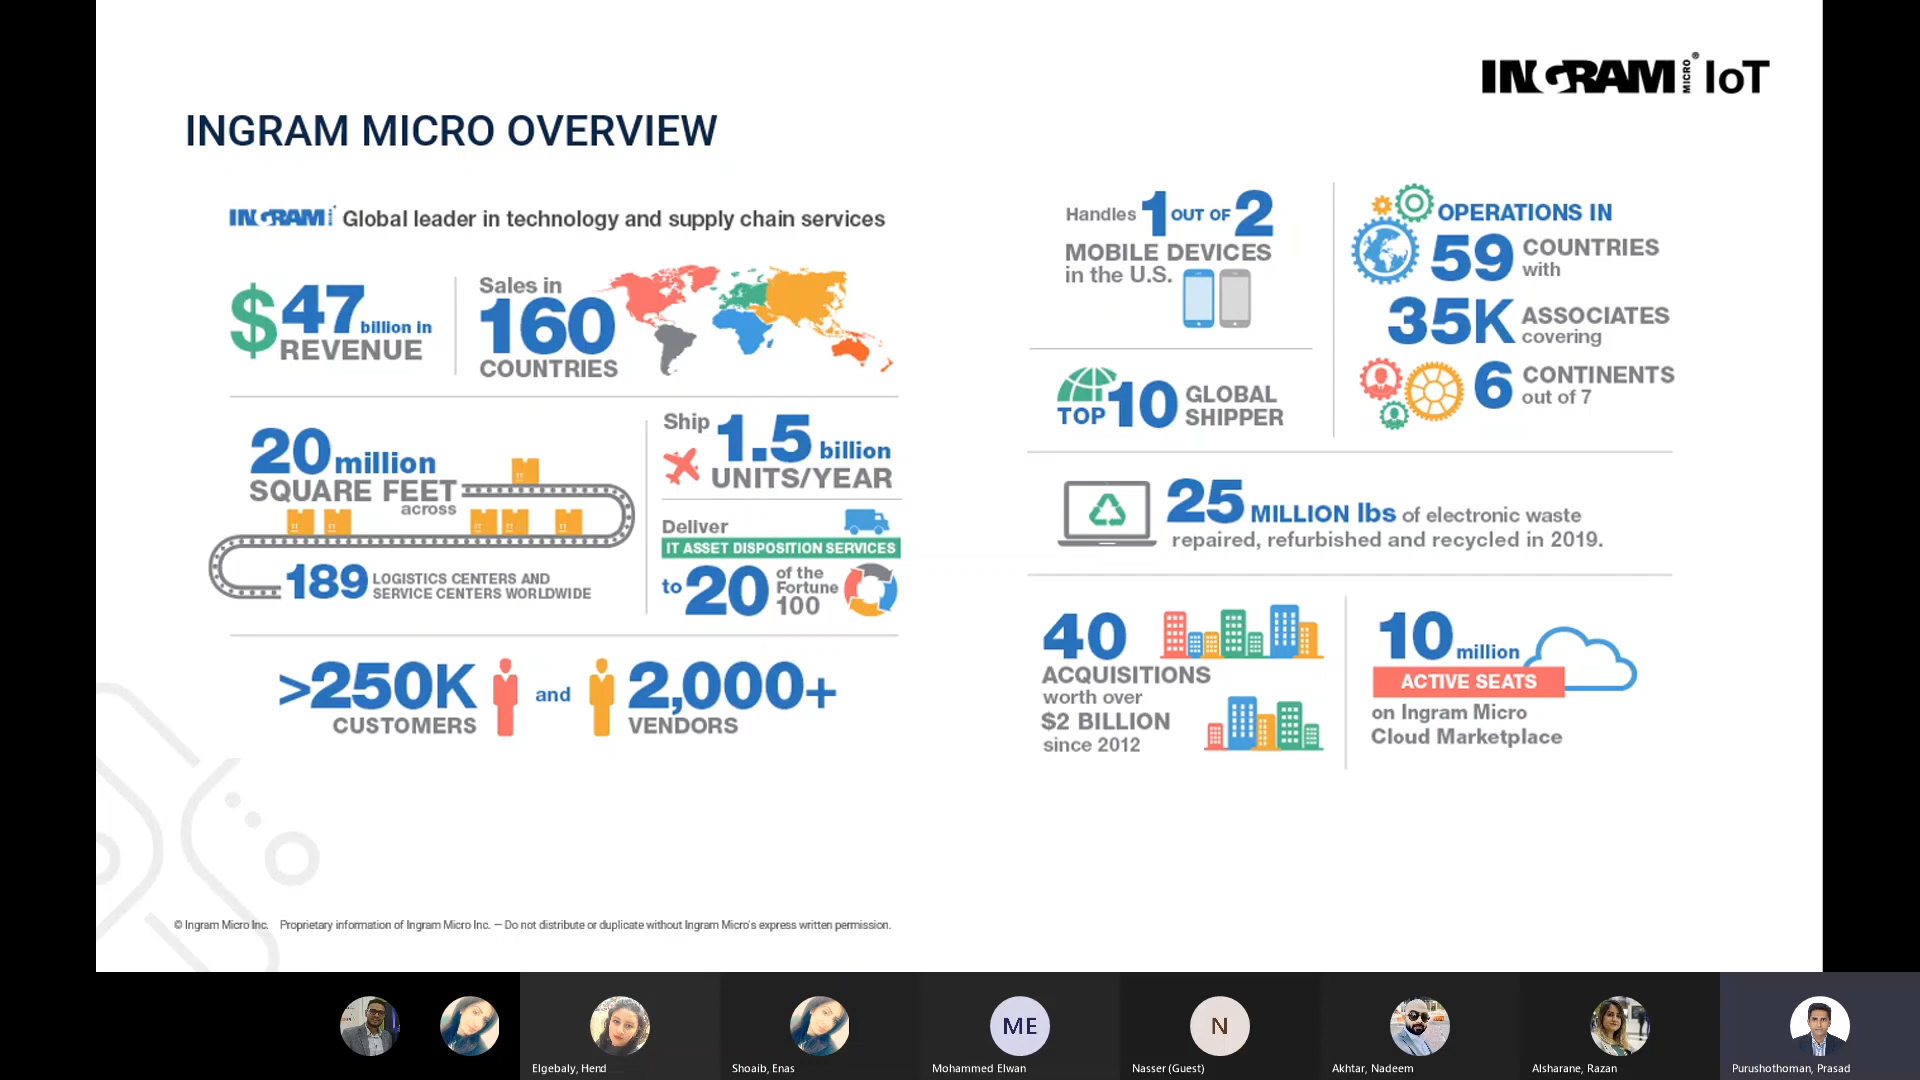 INGRAM MICRO® IoT
INGRAM MICRO OVERVIEW
INGRAM MICRO Global leader in technology and supply chain services
$47 billion in
REVENUE
Sales in
160
COUNTRIES
20 million
SQUARE FEET
across
189 LOGISTICS CENTERS AND
SERVICE CENTERS WORLDWIDE
Ship 1.5 billion
UNITS/YEAR
Deliver
IT ASSET DISPOSITION SERVICES
to 20 of the
Fortune
100
>250K
CUSTOMERS
and
2,000+
VENDORS
Handles 1 OUT OF 2
MOBILE DEVICES
in the U.S.
TOP 10 GLOBAL
SHIPPER
OPERATIONS IN
59 COUNTRIES
with
35K ASSOCIATES
covering
6 CONTINENTS
out of 7
25 MILLION lbs of electronic waste
repaired, refurbished and recycled in 2019.
40
ACQUISITIONS
worth over
$2 BILLION
since 2012
10 million
ACTIVE SEATS
on Ingram Micro
Cloud Marketplace
© Ingram Micro Inc. Proprietary information of Ingram Micro Inc. — Do not distribute or duplicate without Ingram Micro's express written permission.
ME
N
Elgebaly, Hend
Shoaib, Enas
Mohammed Elwan
Nasser (Guest)
Akhtar, Nadeem
Alsharane, Razan
Purushothoman, Prasad